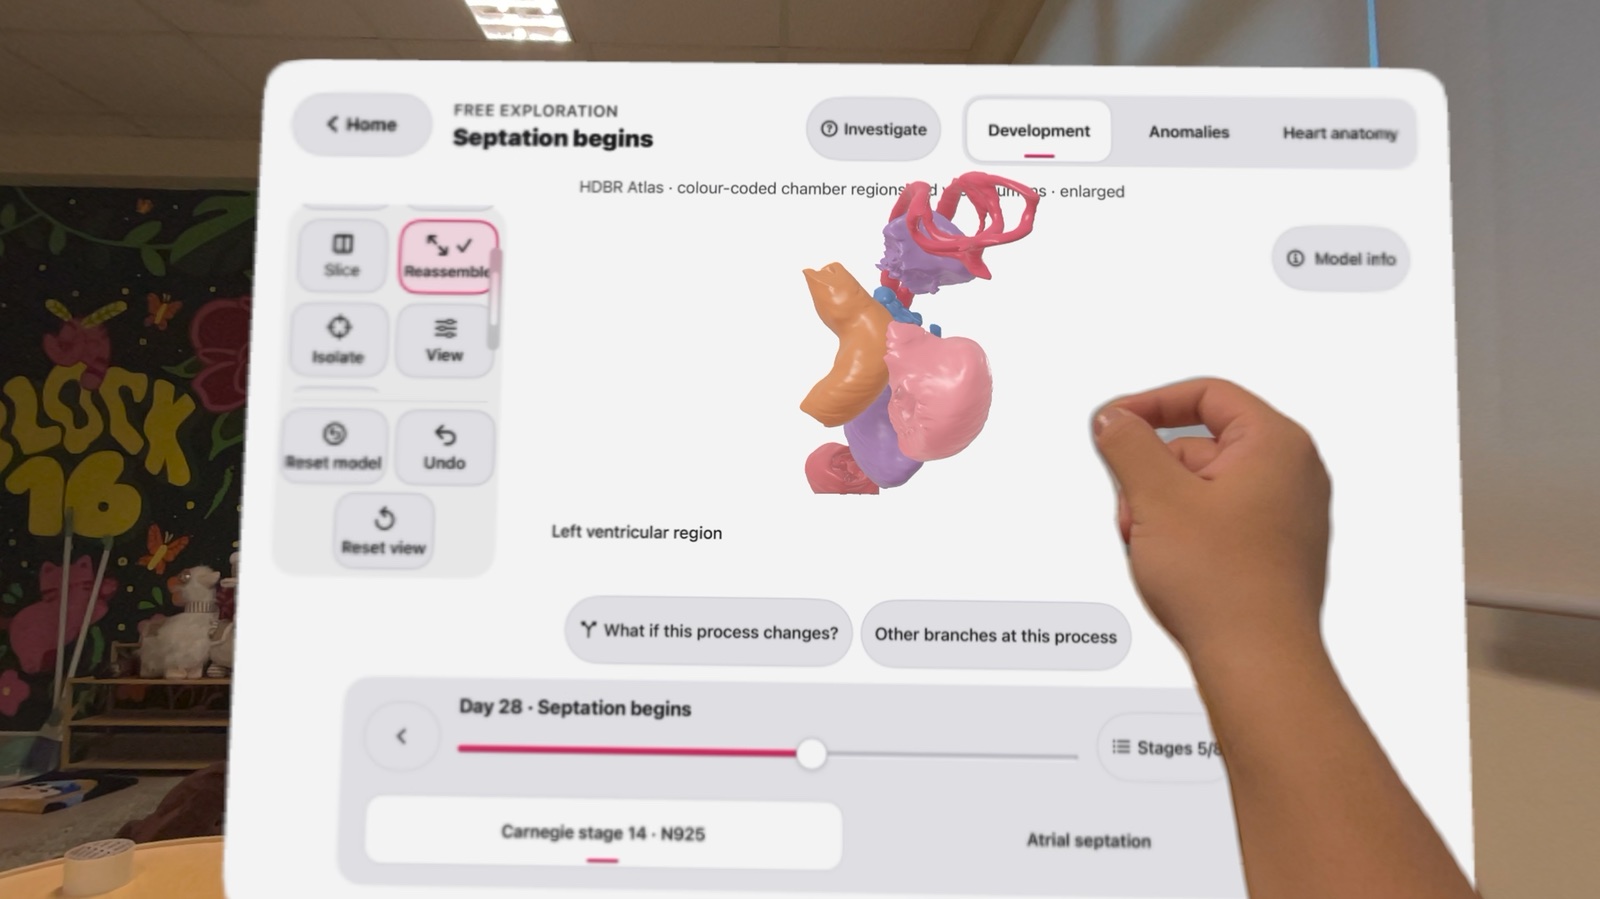 Home
FREE EXPLORATION
Septation begins
Investigate
Development
Anomalies
Heart anatomy
HDBR Atlas · colour-coded chamber regions · enlarged
Slice
Reassemble
Isolate
View
Reset model
Undo
Reset view
Model info
Left ventricular region
What if this process changes?
Other branches at this process
Day 28 · Septation begins
Stages 5/8
Carnegie stage 14 · N925
Atrial septation
16